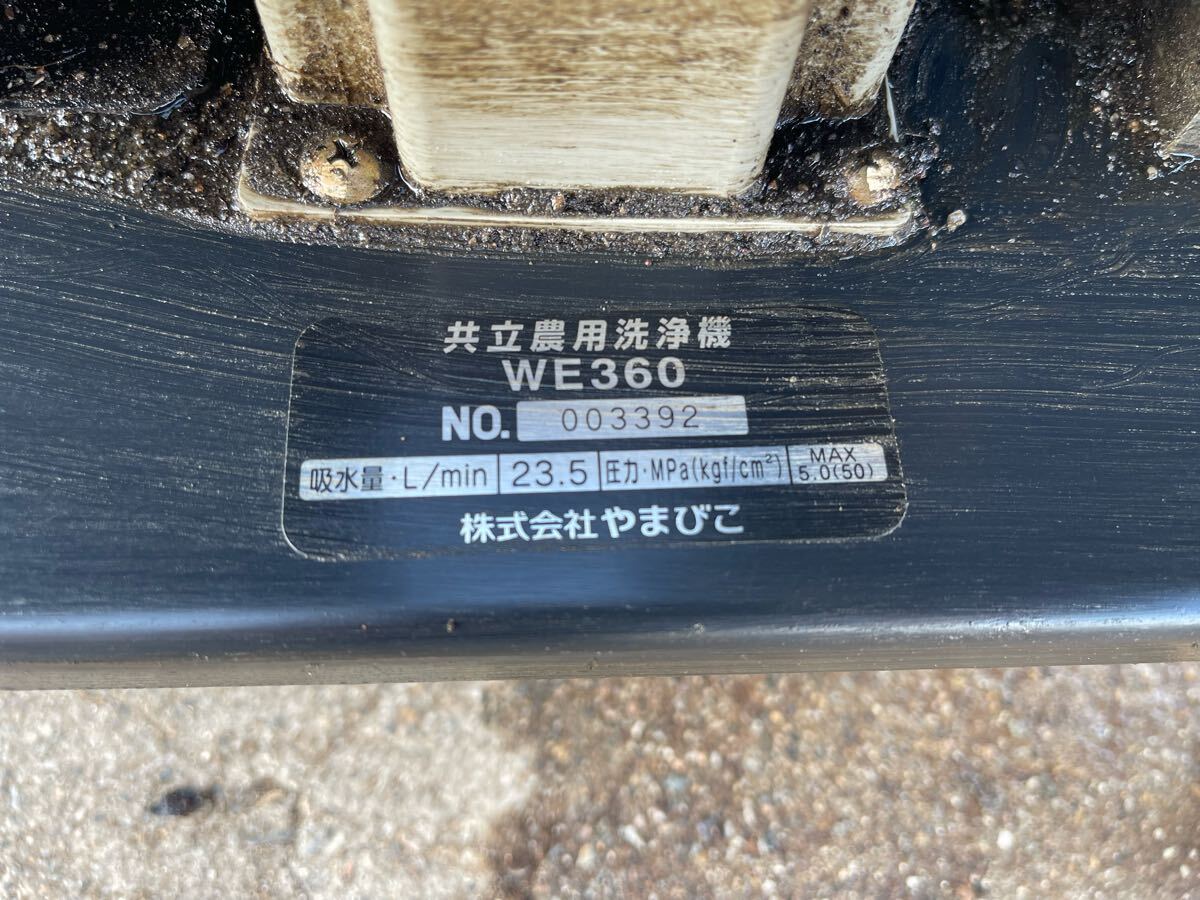 共立農用洗浄機
WE360
NO. 003392
吸水量·L/min 23.5 圧力·MPa(kgf/cm²) MAX 5.0(50)
株式会社やまびこ